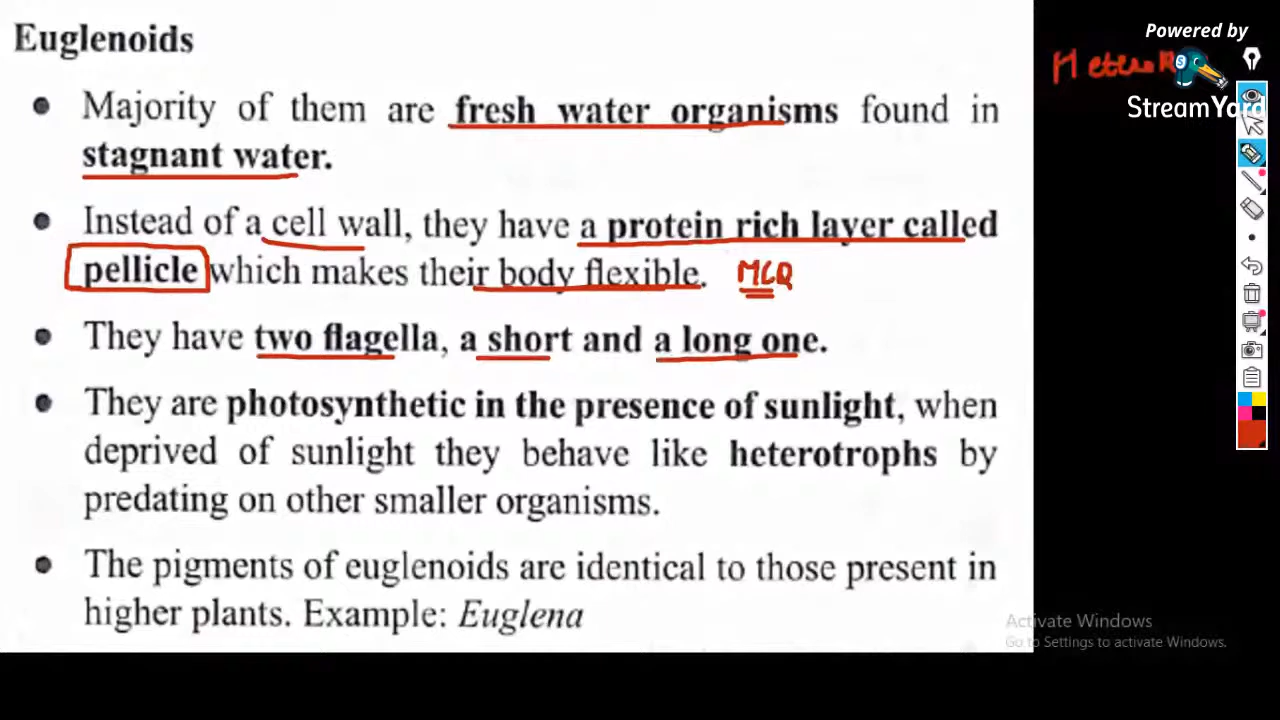 Euglenoids
Powered by
StreamYard
Majority of them are fresh water organisms found in
stagnant water.
Instead of a cell wall, they have a protein rich layer called
pellicle which makes their body flexible. MCQ
They have two flagella, a short and a long one.
They are photosynthetic in the presence of sunlight, when
deprived of sunlight they behave like heterotrophs by
predating on other smaller organisms.
The pigments of euglenoids are identical to those present in
higher plants. Example: Euglena
Activate Windows
Go to Settings to activate Windows.